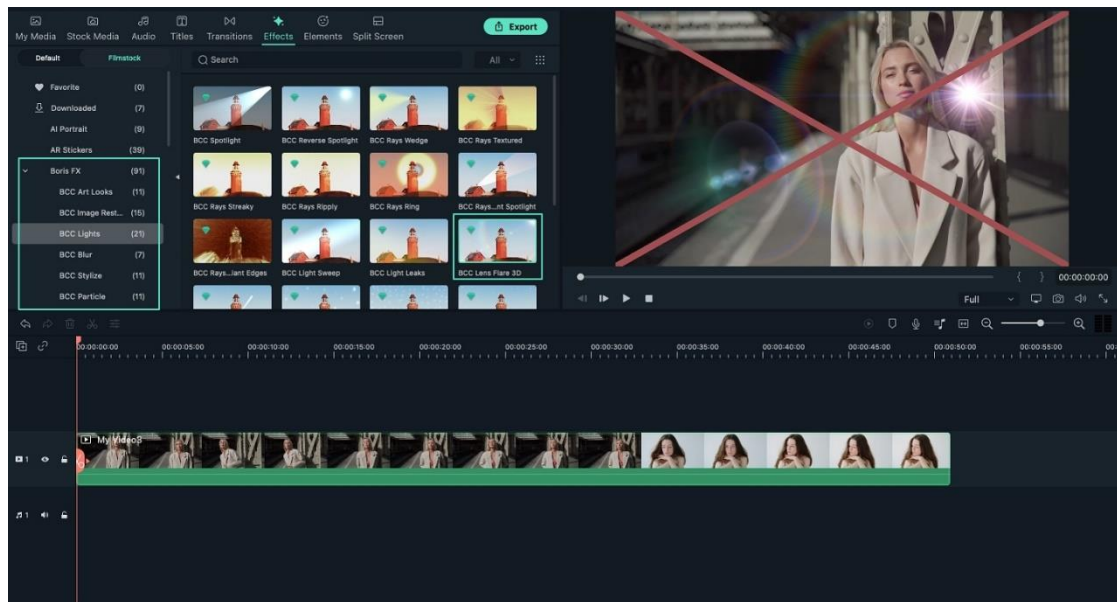 My Media Stock Media Audio Titles Transitions Effects Elements Split Screen Export
Default Filmstock
Search
All
Favorite (0)
Downloaded (7)
AI Portrait (9)
AR Stickers (39)
Boris FX (91)
BCC Art Looks (11)
BCC Image Rest... (15)
BCC Lights (21)
BCC Blur (7)
BCC Stylize (11)
BCC Particle (11)
BCC Spotlight BCC Reverse Spotlight BCC Rays Wedge BCC Rays Textured
BCC Rays Streaky BCC Rays Ripply BCC Rays Ring BCC Rays...nt Spotlight
BCC Rays...iant Edges BCC Light Sweep BCC Light Leaks BCC Lens Flare 3D
{ } 00:00:00:00
Full
00:00:00:00 00:00:05:00 00:00:10:00 00:00:15:00 00:00:20:00 00:00:25:00 00:00:30:00 00:00:35:00 00:00:40:00 00:00:45:00 00:00:50:00 00:00:55:00 00:
My Video3
1
1